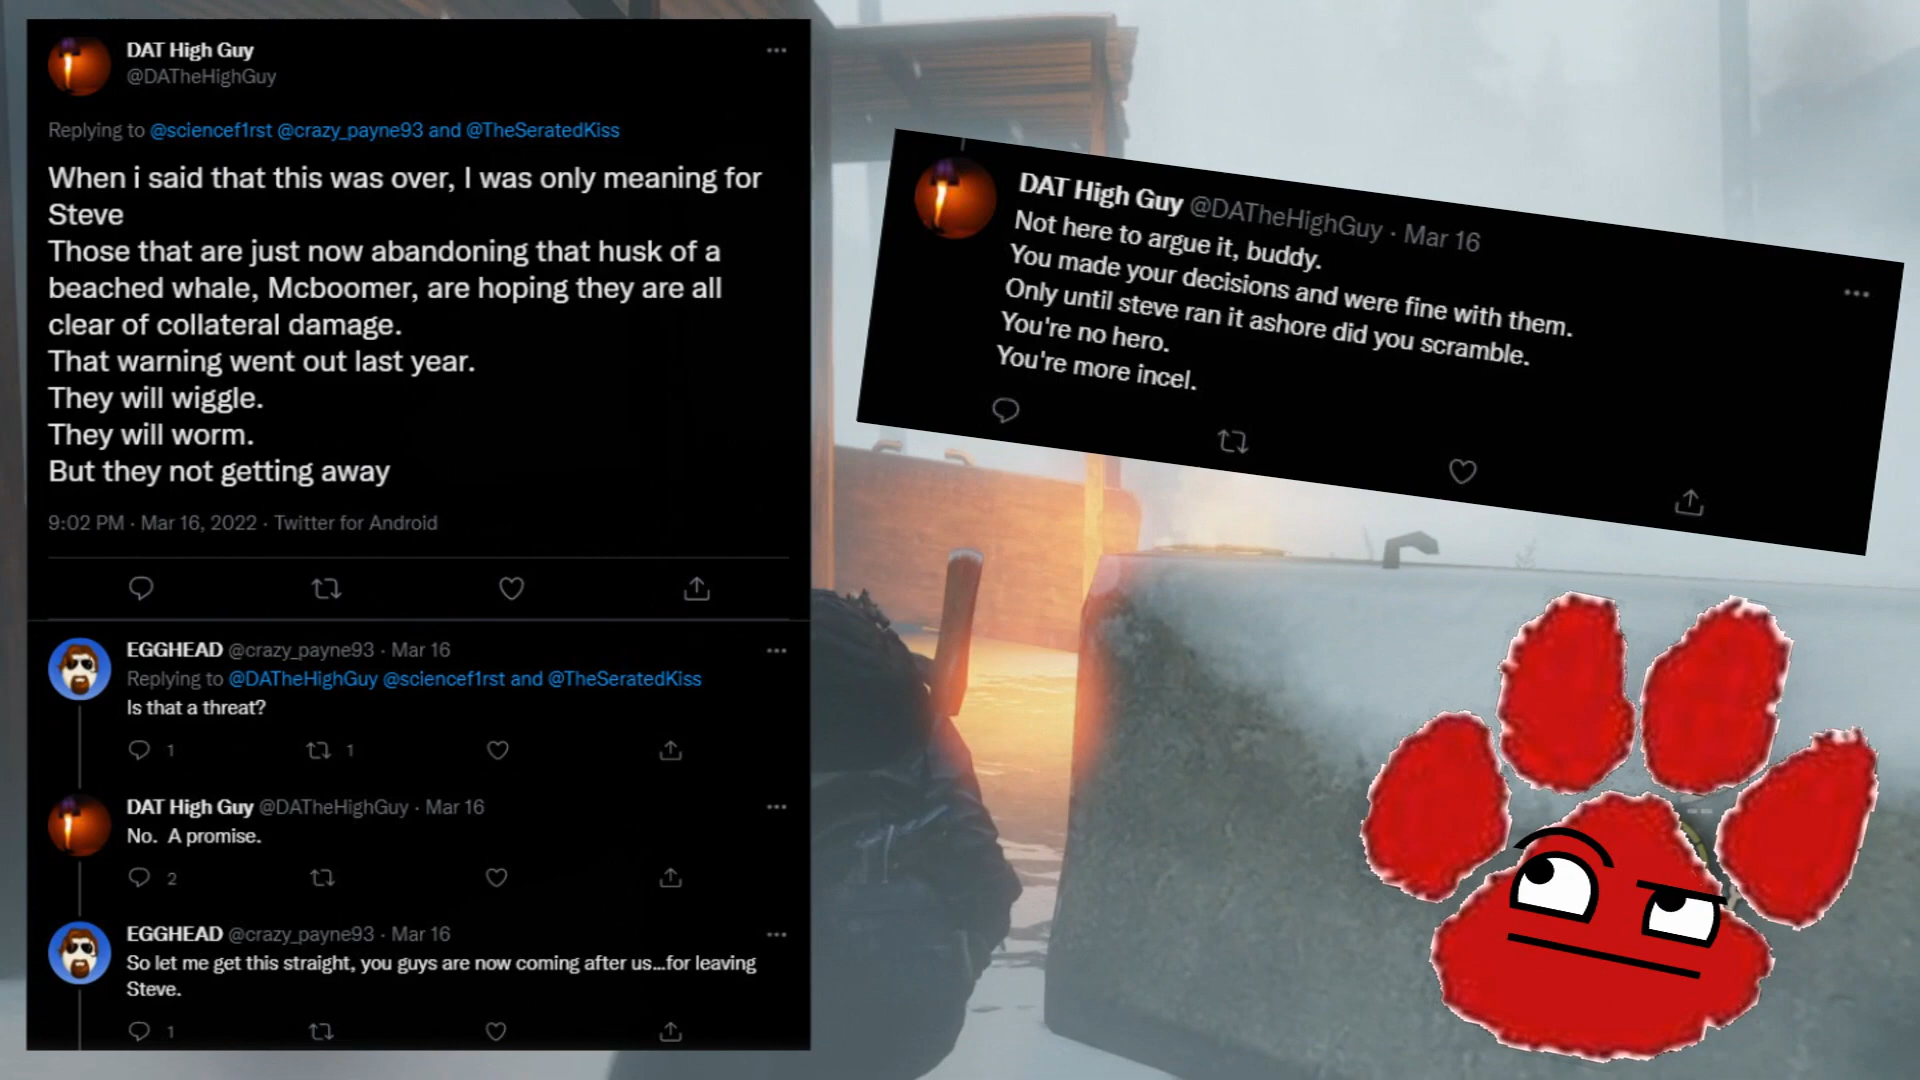 DAT High Guy
@DATheHighGuy
Replying to @sciencef1rst @crazy_payne93 and @TheSeratedKiss
When i said that this was over, I was only meaning for
Steve
Those that are just now abandoning that husk of a
beached whale, Mcboomer, are hoping they are all
clear of collateral damage.
That warning went out last year.
They will wiggle.
They will worm.
But they not getting away
9:02 PM · Mar 16, 2022 · Twitter for Android
EGGHEAD @crazy_payne93 · Mar 16
Replying to @DATheHighGuy @sciencef1rst and @TheSeratedKiss
Is that a threat?
1 1
DAT High Guy @DATheHighGuy · Mar 16
No. A promise.
2
EGGHEAD @crazy_payne93 · Mar 16
So let me get this straight, you guys are now coming after us...for leaving
Steve.
1
DAT High Guy @DATheHighGuy · Mar 16
Not here to argue it, buddy.
You made your decisions and were fine with them.
Only until steve ran it ashore did you scramble.
You're no hero.
You're more incel.